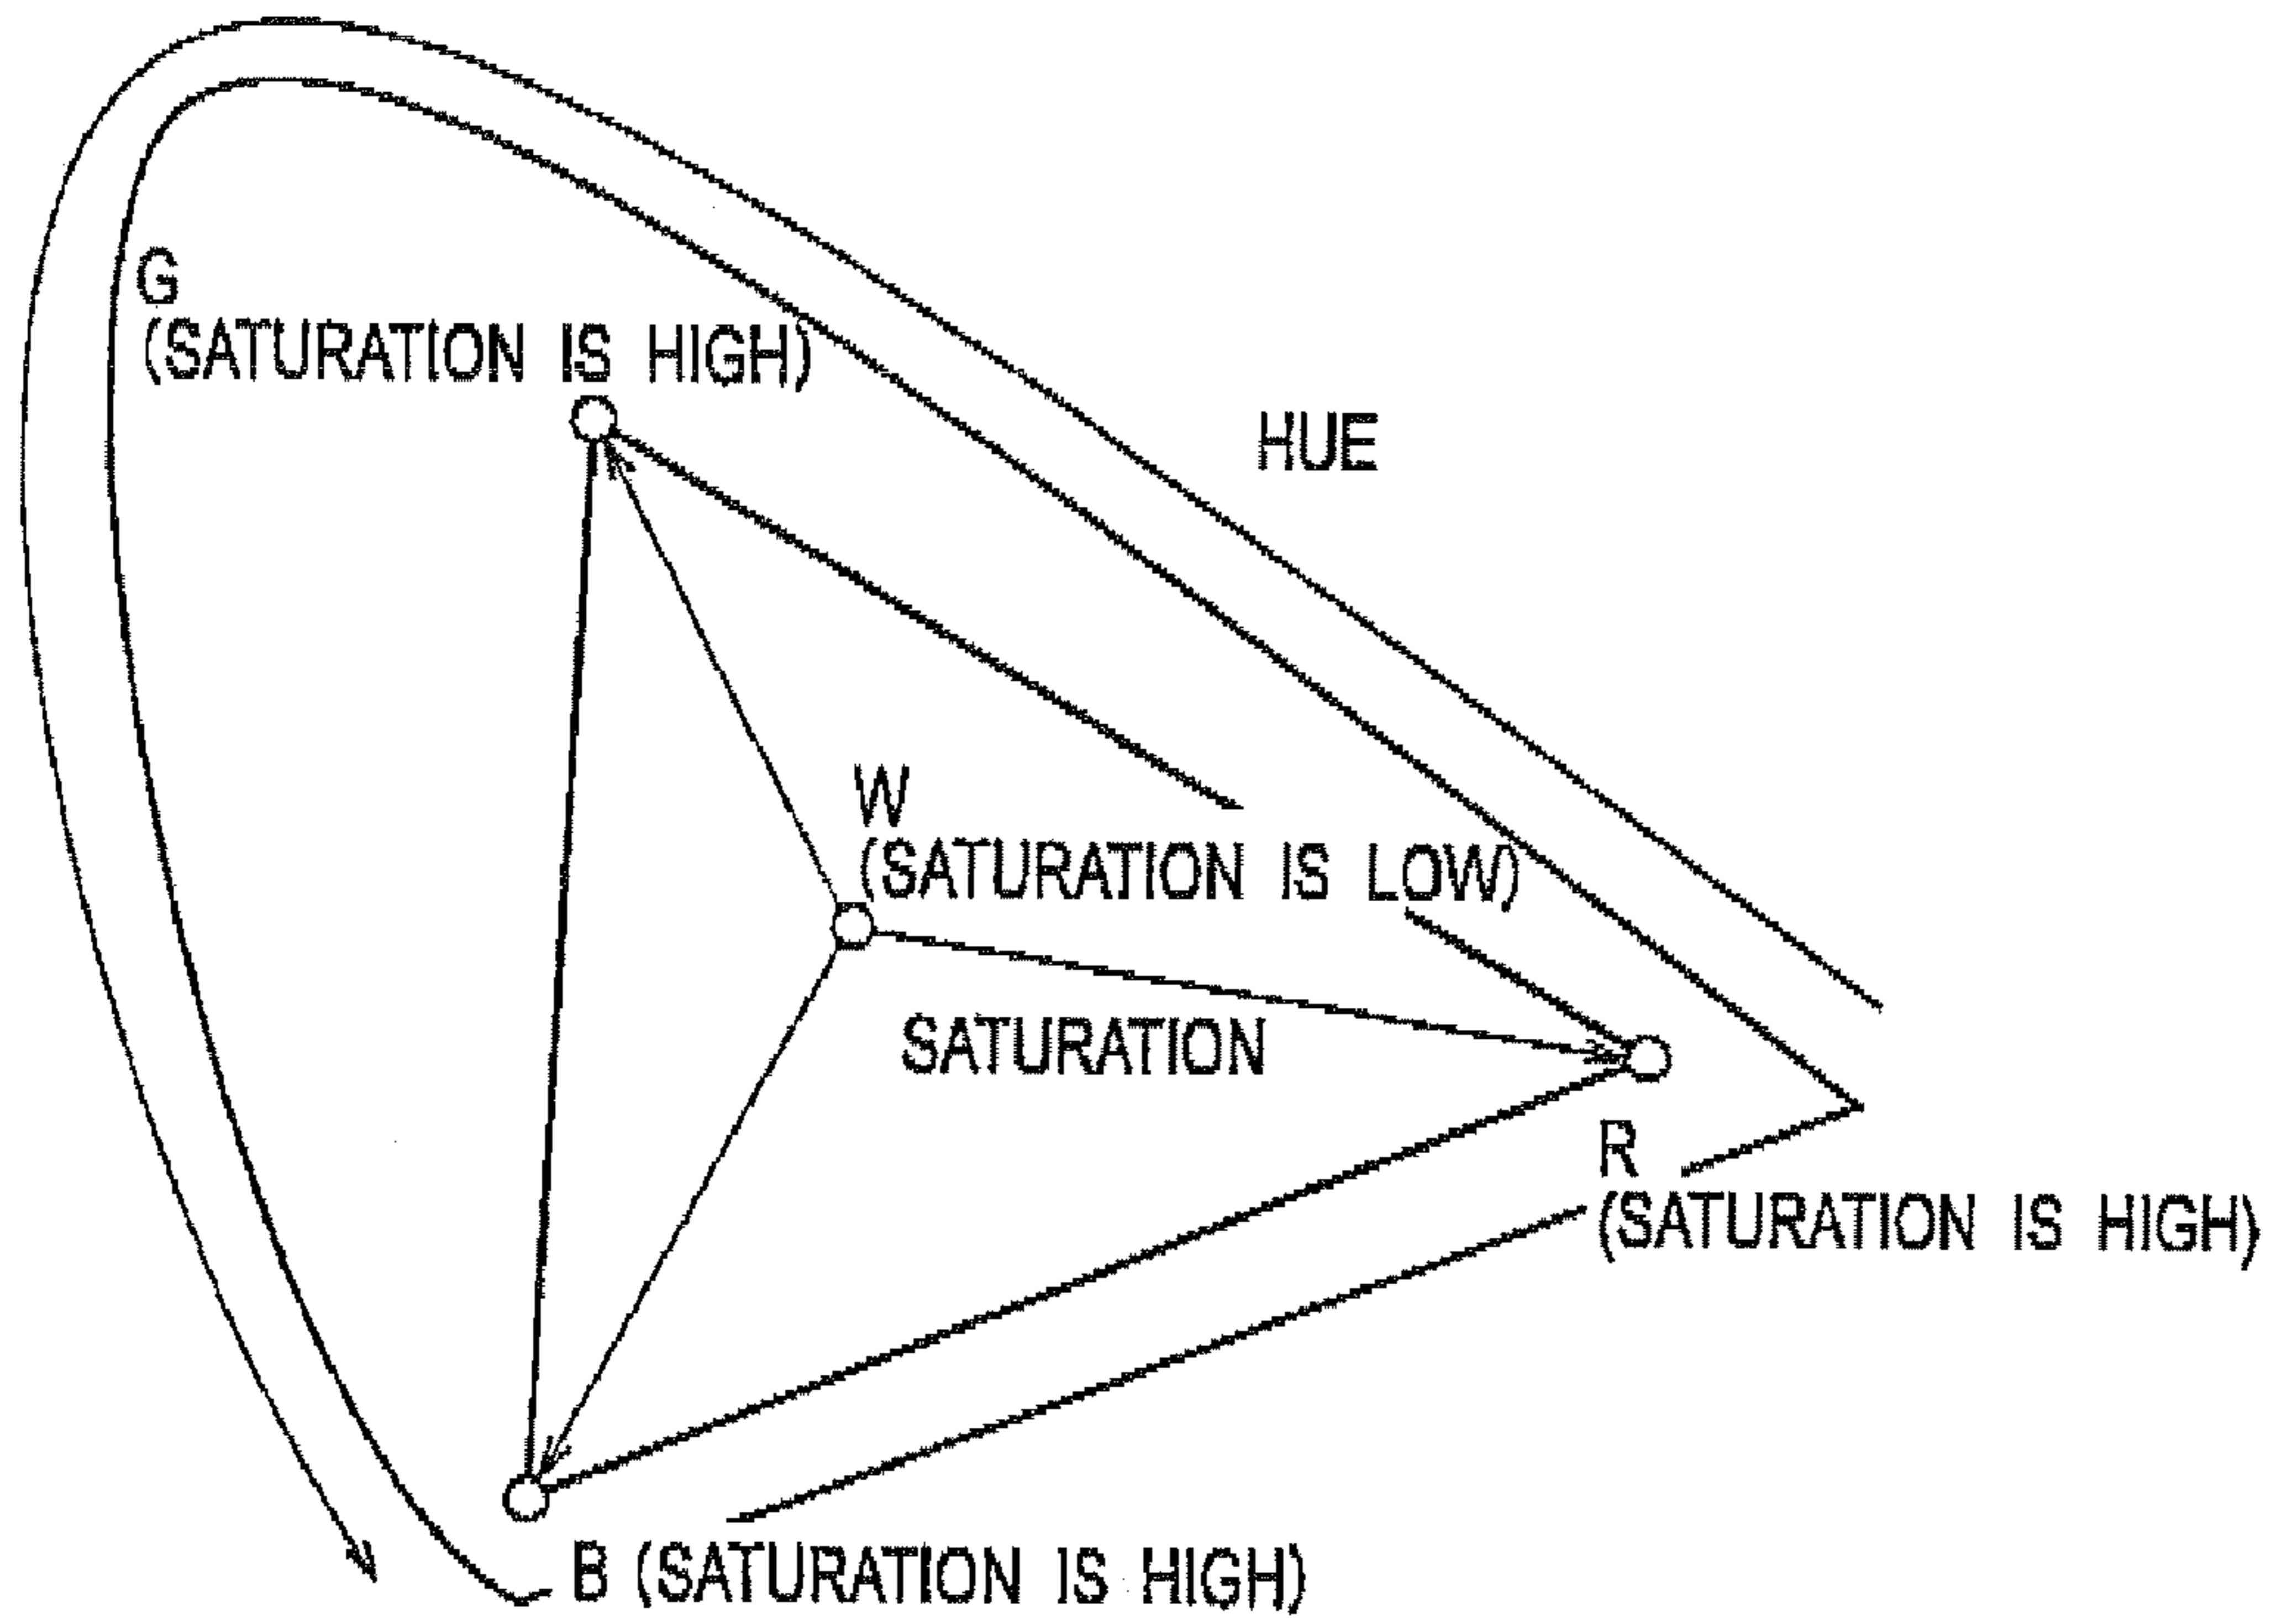 G
(SATURATION IS HIGH)
HUE
W
(SATURATION IS LOW)
SATURATION
R
(SATURATION IS HIGH)
B (SATURATION IS HIGH)